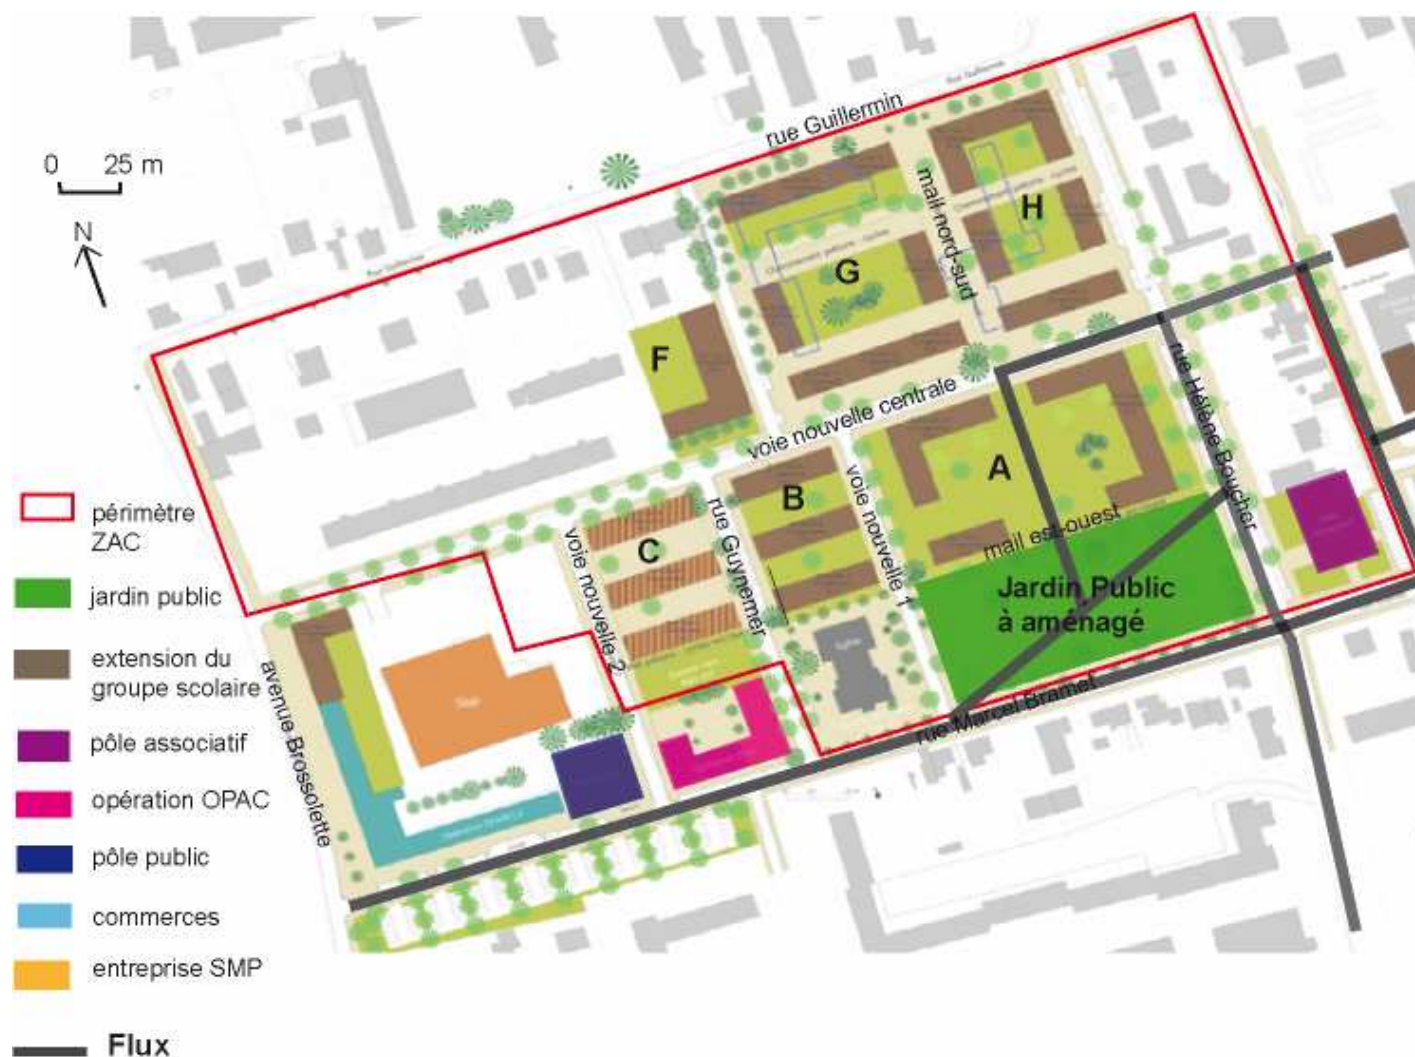 rue Guillermin
Rue Guillermin
0 25 m
N
mail nord-sud
H
G
F
rue Hélène Boucher
voie nouvelle centrale
A
B
voie nouvelle 1
mail est-ouest
C
rue Guynemer
voie nouvelle 2
Jardin Public
à aménagé
rue Marcel Bramet
avenue Brossolette
périmètre
ZAC
jardin public
extension du
groupe scolaire
pôle associatif
opération OPAC
pôle public
commerces
entreprise SMP
Flux